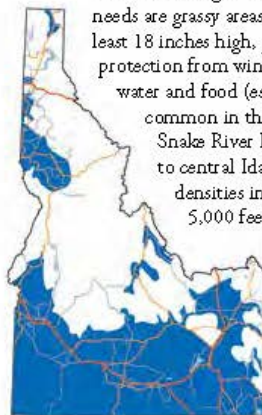 needs are grassy areas
least 18 inches high,
protection from win
water and food (es
common in th
Snake River
to central Ida
densities in
5,000 fee